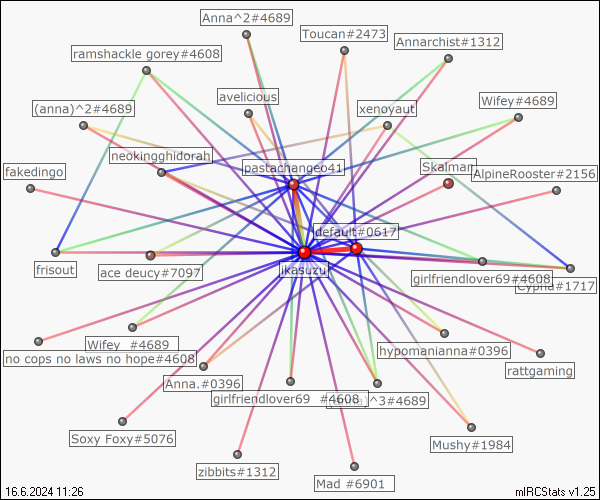 Anna^2#4689
Toucan#2473
Annarchist#1312
ramshackle gorey#4608
avelicious
Wifey#4689
(anna)^2#4689
xenoyaut
neokingghidorah
pastachangeo41
Skalman
fakedingo
AlpineRooster#2156
default#0617
frisout
ace deucy#7097
ikasuzu
girlfriendlover69#4608
#1717
Wifey__#4689
no cops no laws no hope#4608
hypomanianna#0396
rattgaming
Anna.#0396
girlfriendlover69__#4608
)^3#4689
Soxy Foxy#5076
Mushy#1984
zibbits#1312
Mad #6901
16.6.2024 11:26
mIRCStats v1.25